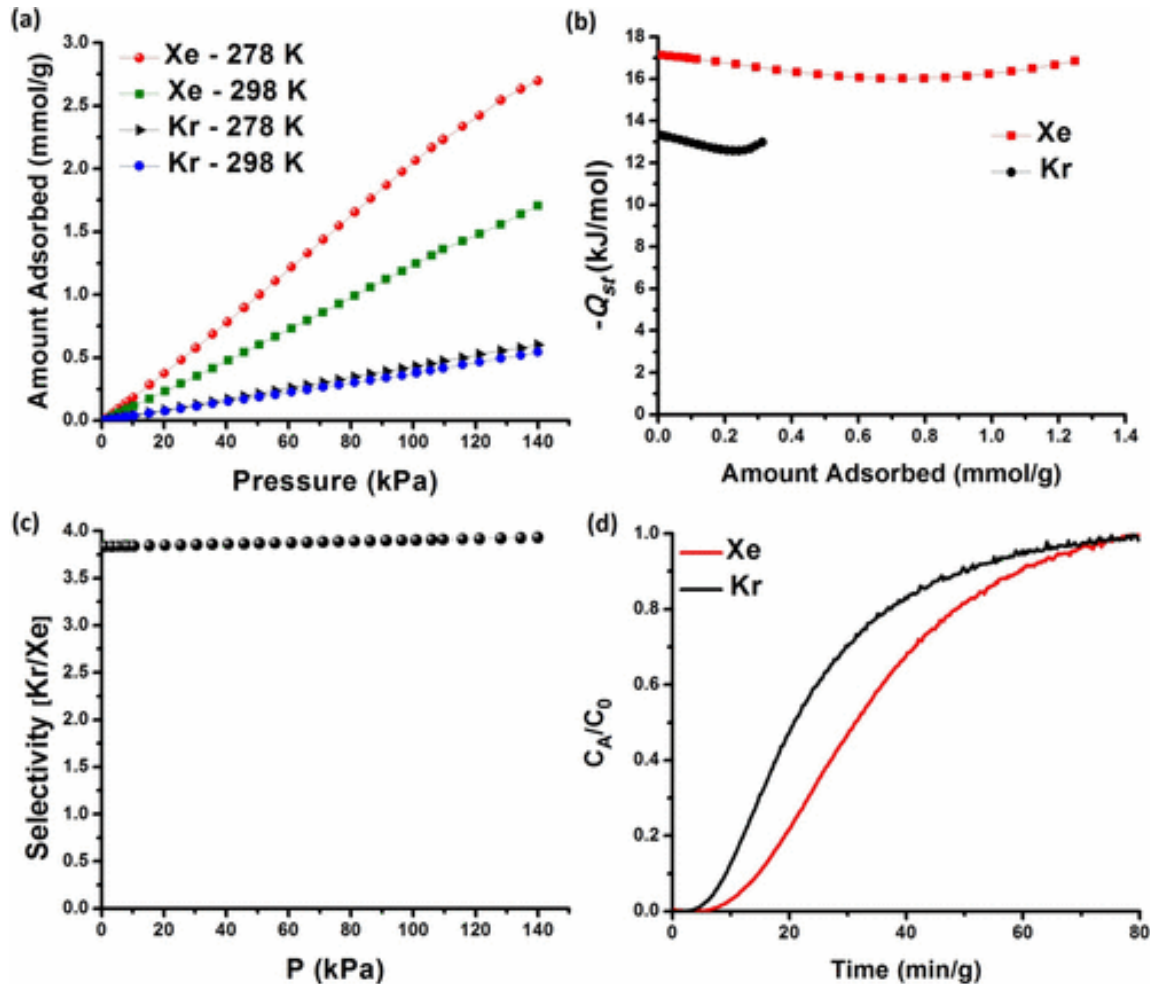 (a)
Xe - 278 K
Xe - 298 K
Kr - 278 K
Kr - 298 K
Amount Adsorbed (mmol/g)
3.0
2.5
2.0
1.5
1.0
0.5
0.0
0 20 40 60 80 100 120 140
Pressure (kPa)
(b)
-Qst(kJ/mol)
18
16
14
12
10
8
6
4
2
0
Xe
Kr
0.0 0.2 0.4 0.6 0.8 1.0 1.2 1.4
Amount Adsorbed (mmol/g)
(c)
Selectivity [Kr/Xe]
4.0
3.5
3.0
2.5
2.0
1.5
1.0
0.5
0.0
0 20 40 60 80 100 120 140
P (kPa)
(d)
Xe
Kr
CA/C0
1.0
0.8
0.6
0.4
0.2
0.0
0 20 40 60 80
Time (min/g)